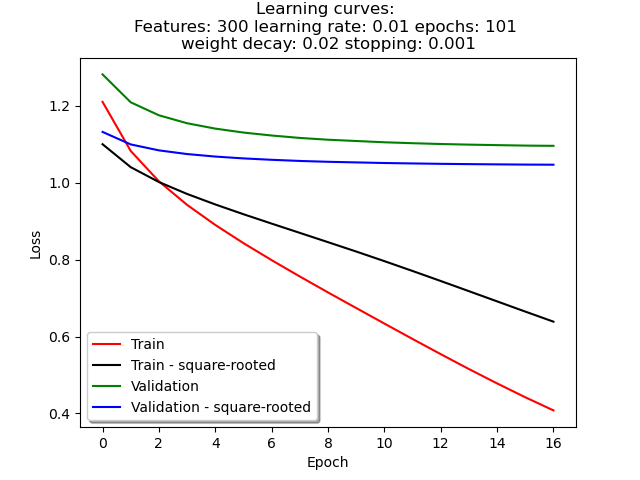 Learning curves:
Features: 300 learning rate: 0.01 epochs: 101
weight decay: 0.02 stopping: 0.001
Loss
1.2
1.0
0.8
0.6
0.4
Train
Train - square-rooted
Validation
Validation - square-rooted
0 2 4 6 8 10 12 14 16
Epoch